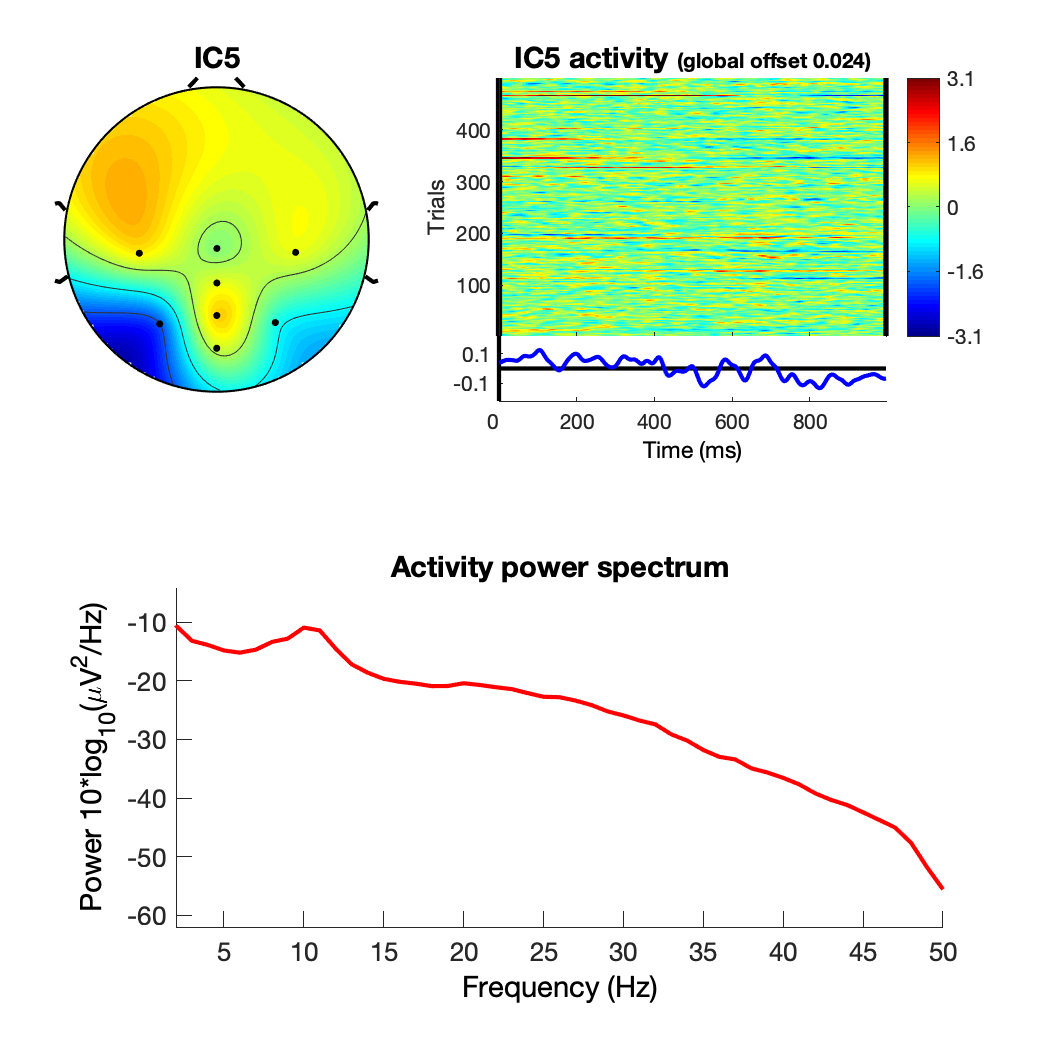 IC5
IC5 activity (global offset 0.024)
Trials
400
300
200
100
3.1
1.6
0
-1.6
-3.1
0.1
-0.1
0 200 400 600 800
Time (ms)
Activity power spectrum
Power 10*log10(μV2/Hz)
-10
-20
-30
-40
-50
-60
5 10 15 20 25 30 35 40 45 50
Frequency (Hz)